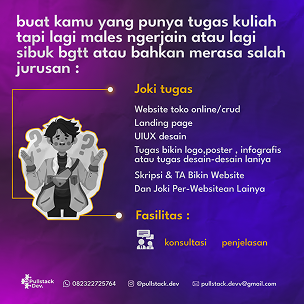 buat kamu yang punya tugas kuliah
tapi lagi males ngerjain atau lagi
sibuk bgtt atau bahkan merasa salah
jurusan :
Joki tugas
Website toko online/crud
Landing page
UIUX desain
Tugas bikin logo,poster , infografis
atau tugas desain-desain laniya
Skripsi & TA Bikin Website
Dan Joki Per-Websitean Lainya
Fasilitas :
konsultasi penjelasan
Pullstack
Dev.
082322725764
@pullstack.dev
pullstack.devv@gmail.com